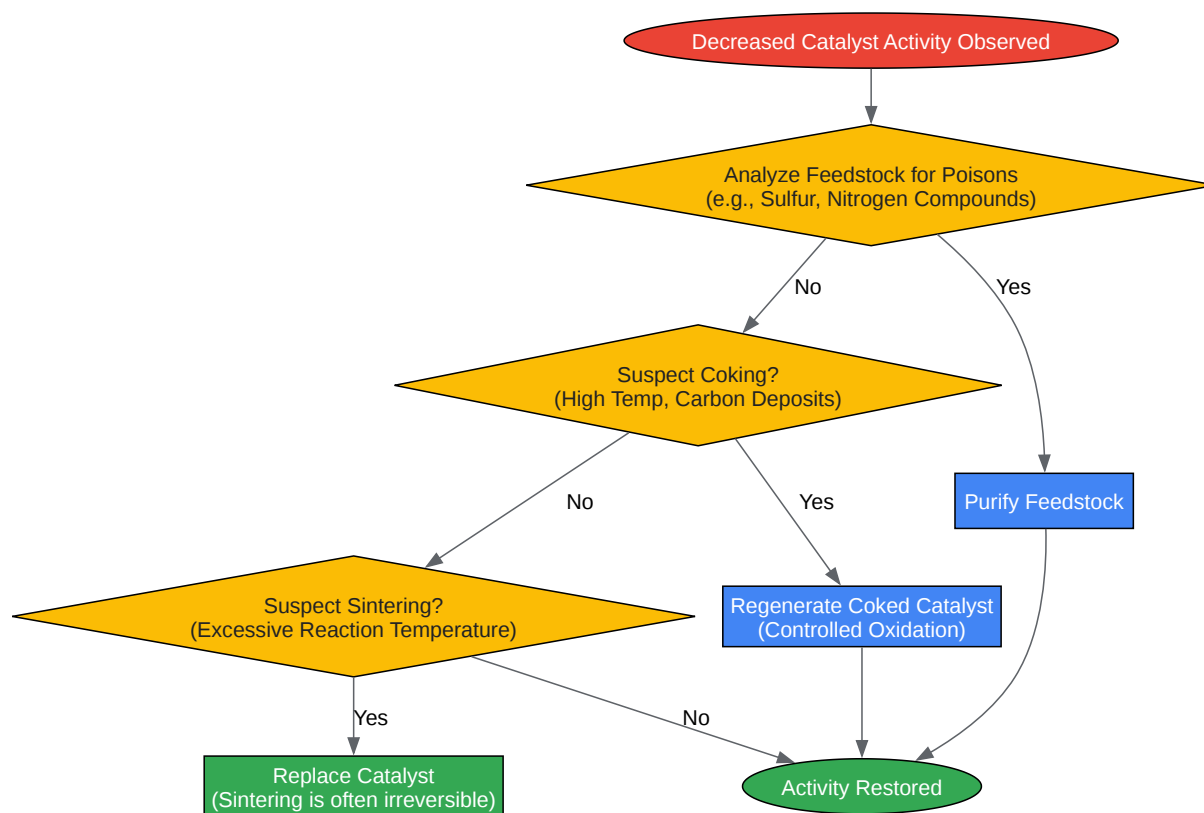 Decreased Catalyst Activity Observed
Analyze Feedstock for Poisons
(e.g., Sulfur, Nitrogen Compounds)
No
Yes
Suspect Coking?
(High Temp, Carbon Deposits)
No
Yes
Purify Feedstock
Suspect Sintering?
(Excessive Reaction Temperature)
Regenerate Coked Catalyst
(Controlled Oxidation)
Yes
No
Replace Catalyst
(Sintering is often irreversible)
Activity Restored